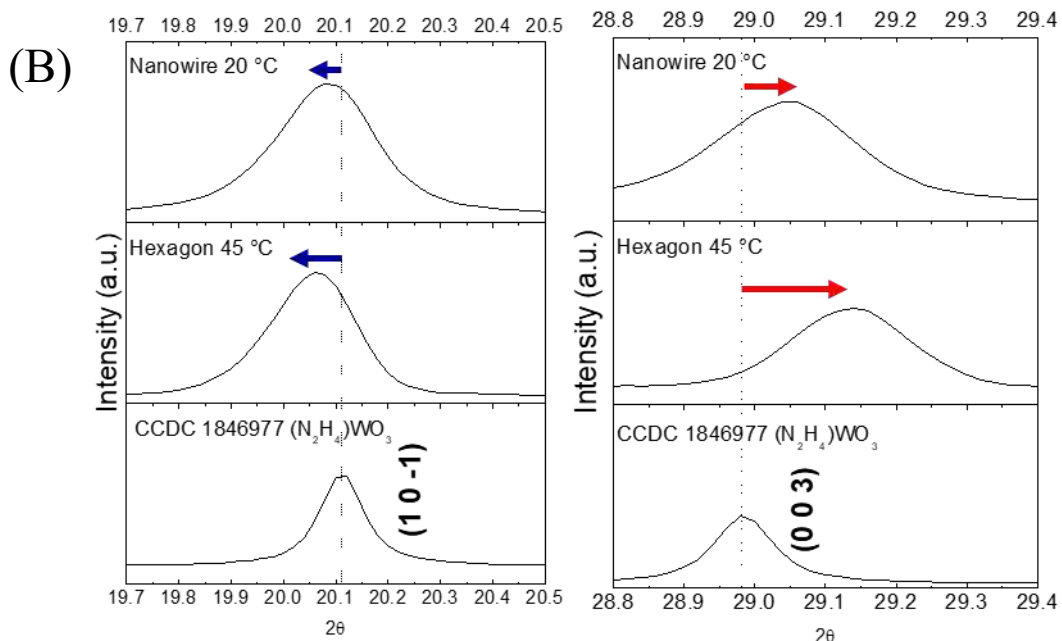 (B)
19.7 19.8 19.9 20.0 20.1 20.2 20.3 20.4 20.5
Nanowire 20 °C
Hexagon 45 °C
CCDC 1846977 (N₂H₄)WO₃
(1 0 -1)
Intensity (a.u.)
19.7 19.8 19.9 20.0 20.1 20.2 20.3 20.4 20.5
2θ
28.8 28.9 29.0 29.1 29.2 29.3 29.4
Nanowire 20 °C
Hexagon 45 °C
CCDC 1846977 (N₂H₄)WO₃
(0 0 3)
Intensity (a.u.)
28.8 28.9 29.0 29.1 29.2 29.3 29.4
2θ